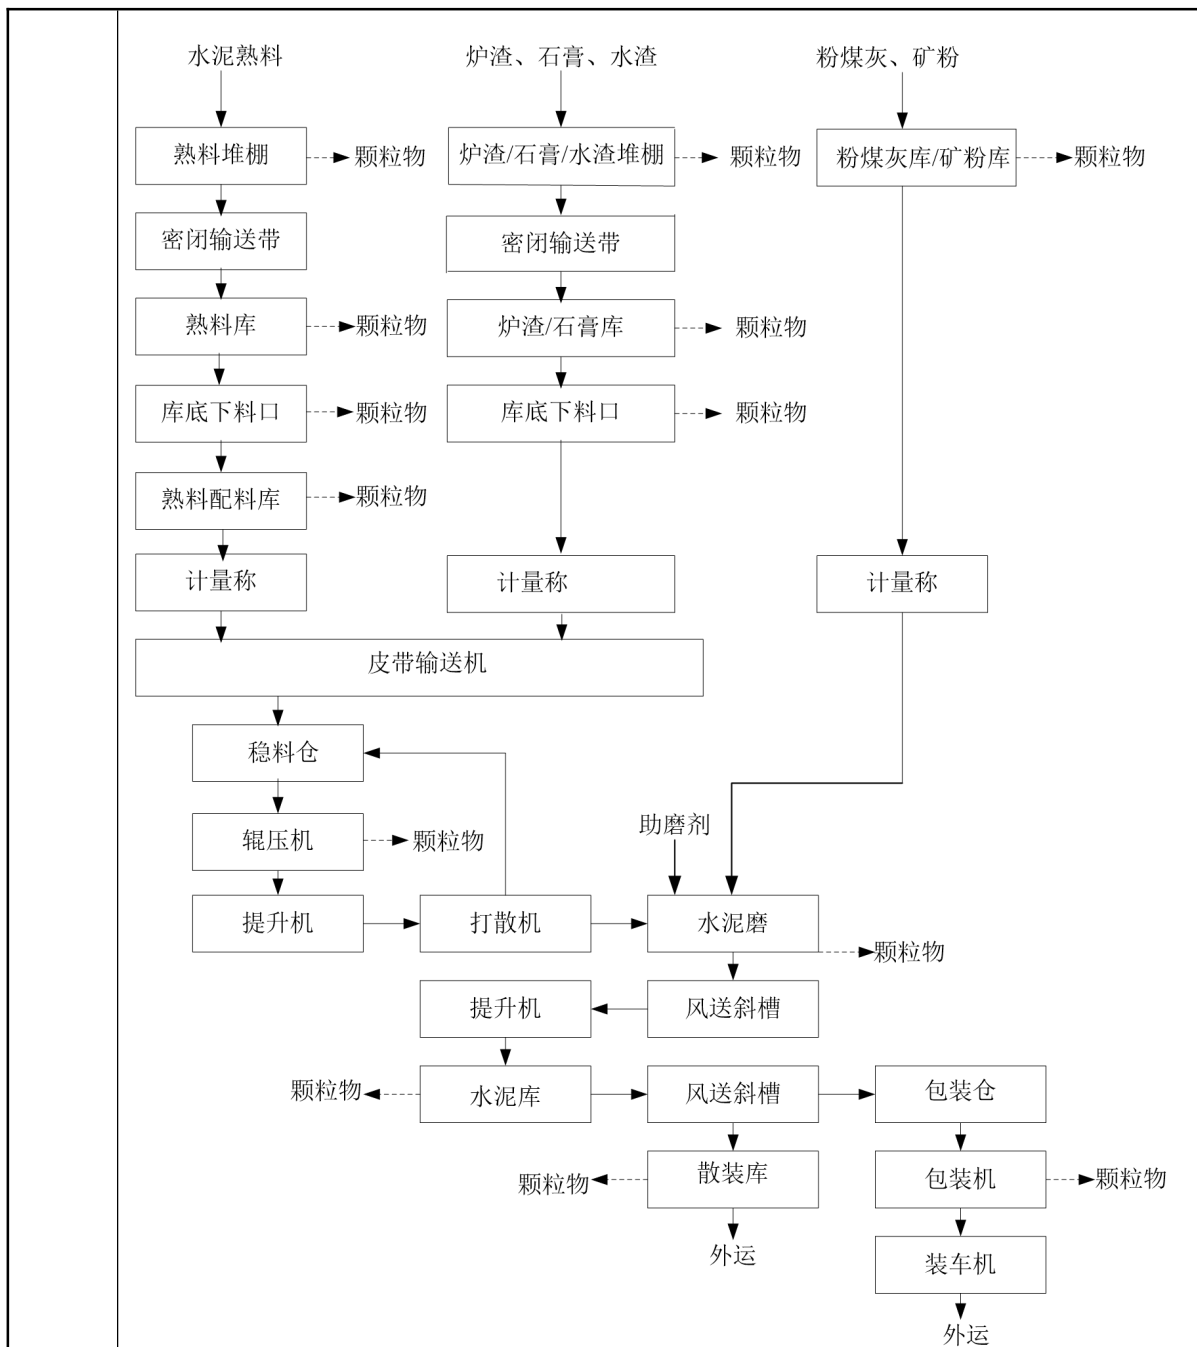 水泥熟料
炉渣、石膏、水渣
粉煤灰、矿粉
熟料堆棚
颗粒物
炉渣/石膏/水渣堆棚
颗粒物
粉煤灰库/矿粉库
颗粒物
密闭输送带
密闭输送带
熟料库
颗粒物
炉渣/石膏库
颗粒物
库底下料口
颗粒物
库底下料口
颗粒物
熟料配料库
颗粒物
计量称
计量称
计量称
皮带输送机
稳料仓
辊压机
颗粒物
助磨剂
提升机
打散机
水泥磨
颗粒物
提升机
风送斜槽
颗粒物
水泥库
风送斜槽
包装仓
颗粒物
散装库
包装机
颗粒物
外运
装车机
外运